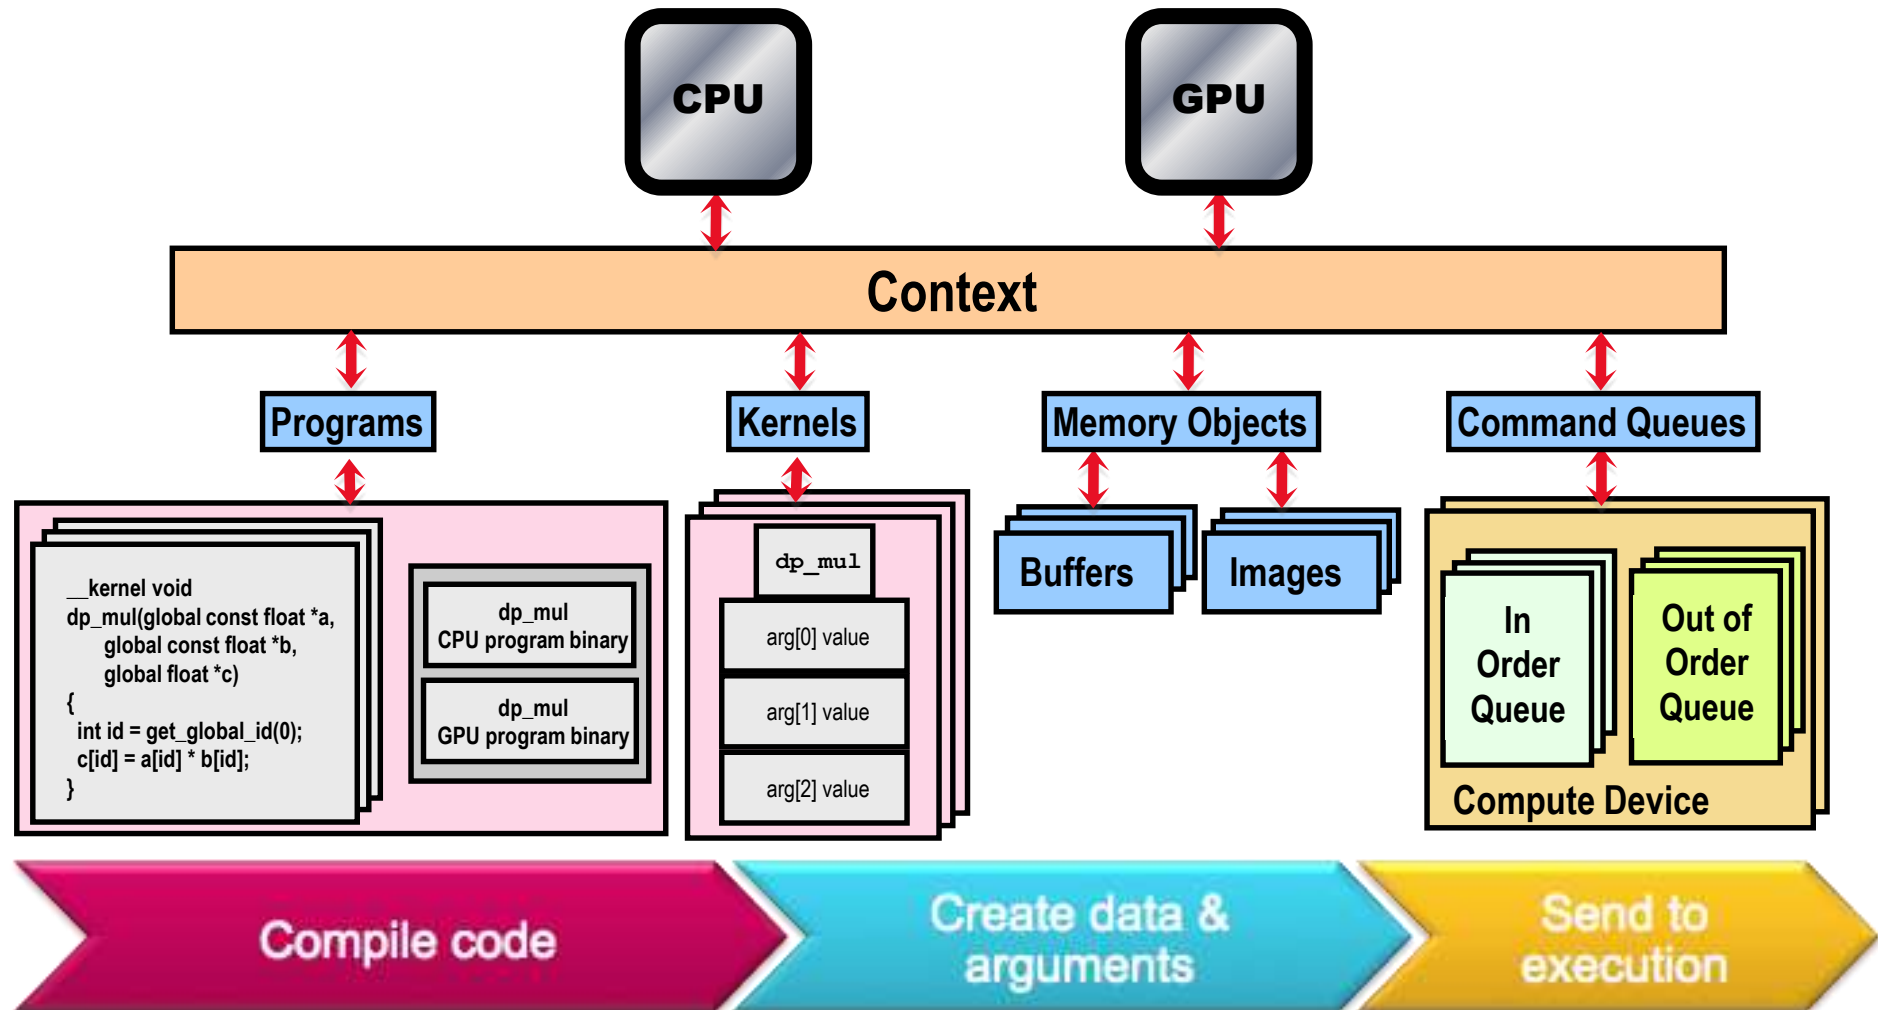 CPU
GPU
Context
Programs
Kernels
Memory Objects
Command Queues
__kernel void
dp_mul(global const float *a,
global const float *b,
global float *c)
{
int id = get_global_id(0);
c[id] = a[id] * b[id];
}
dp_mul
CPU program binary
dp_mul
GPU program binary
dp_mul
arg[0] value
arg[1] value
arg[2] value
Buffers
Images
In
Order
Queue
Out of
Order
Queue
Compute Device
Compile code
Create data &
arguments
Send to
execution